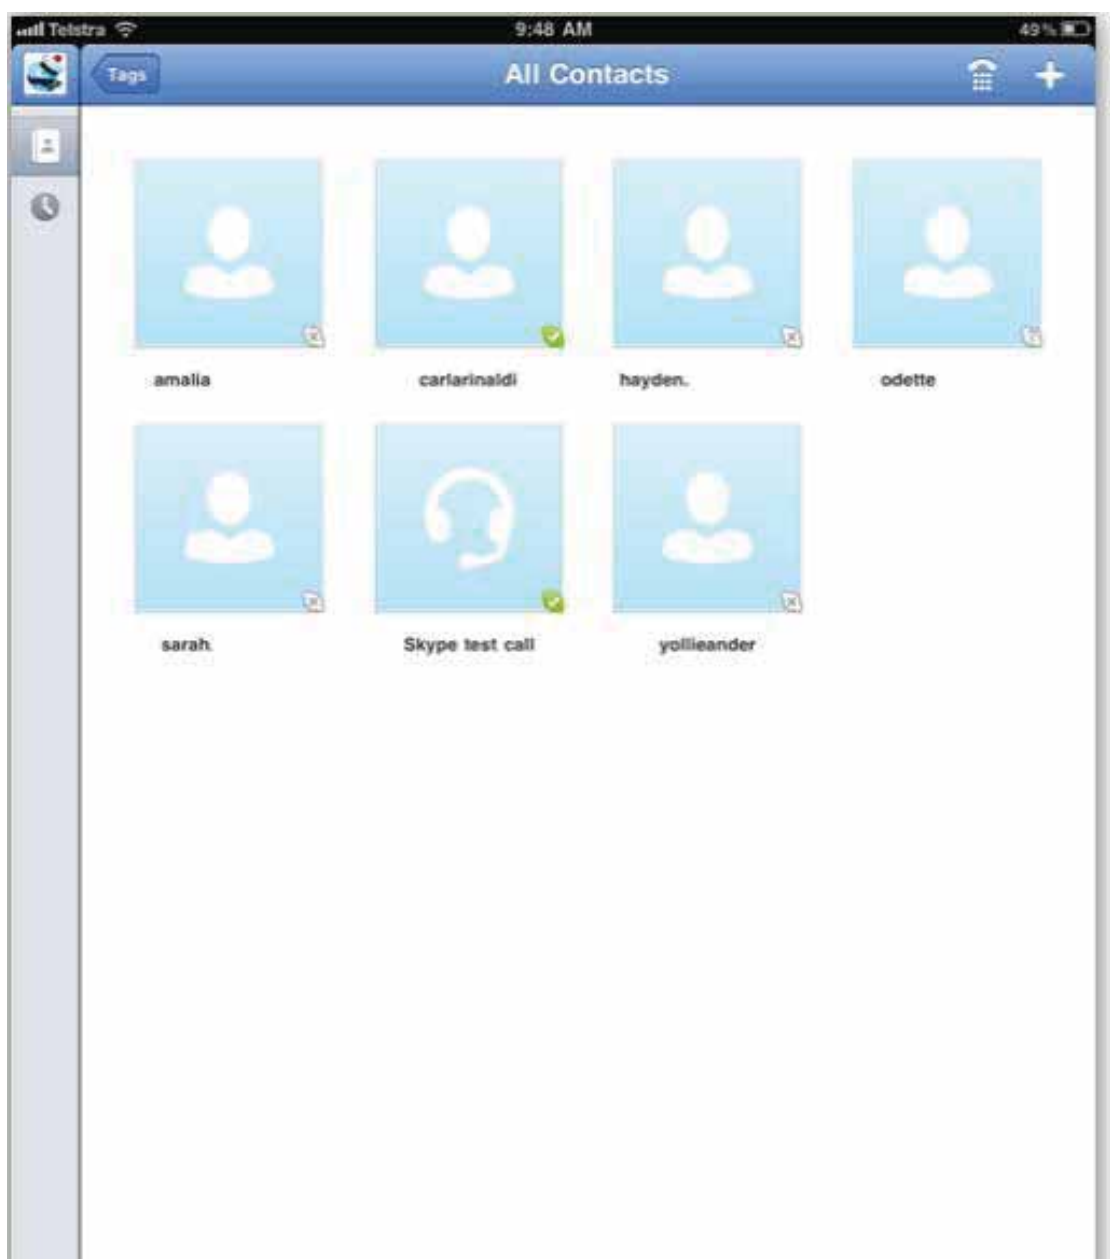 Telstra 9:48 AM 49%
Tags All Contacts
amalia carlarinaldi hayden. odette
sarah Skype test call yollieander